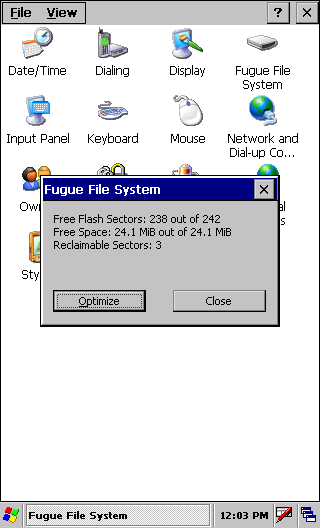 File View ? ×
Date/Time Dialing Display Fugue File
System
Input Panel Keyboard Mouse Network and
Dial-up Co...
Fugue File System ×
Free Flash Sectors: 238 out of 242
Free Space: 24.1 MiB out of 24.1 MiB
Reclaimable Sectors: 3
Optimize Close
Fugue File System 12:03 PM